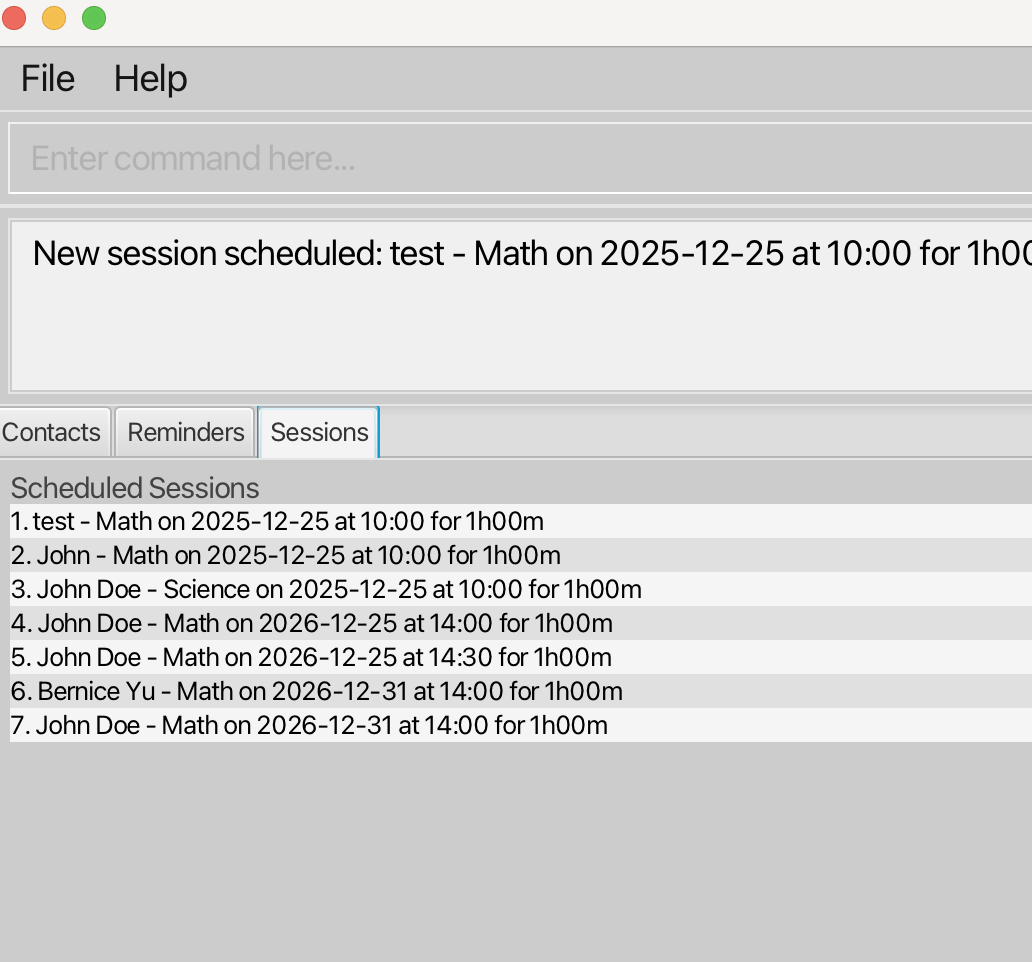 File Help
Enter command here...
New session scheduled: test - Math on 2025-12-25 at 10:00 for
Contacts Reminders Sessions
Scheduled Sessions
1. test - Math on 2025-12-25 at 10:00 for 1h00m
2. John - Math on 2025-12-25 at 10:00 for 1h00m
3. John Doe - Science on 2025-12-25 at 10:00 for 1h00m
4. John Doe - Math on 2026-12-25 at 14:00 for 1h00m
5. John Doe - Math on 2026-12-25 at 14:30 for 1h00m
6. Bernice Yu - Math on 2026-12-31 at 14:00 for 1h00m
7. John Doe - Math on 2026-12-31 at 14:00 for 1h00m